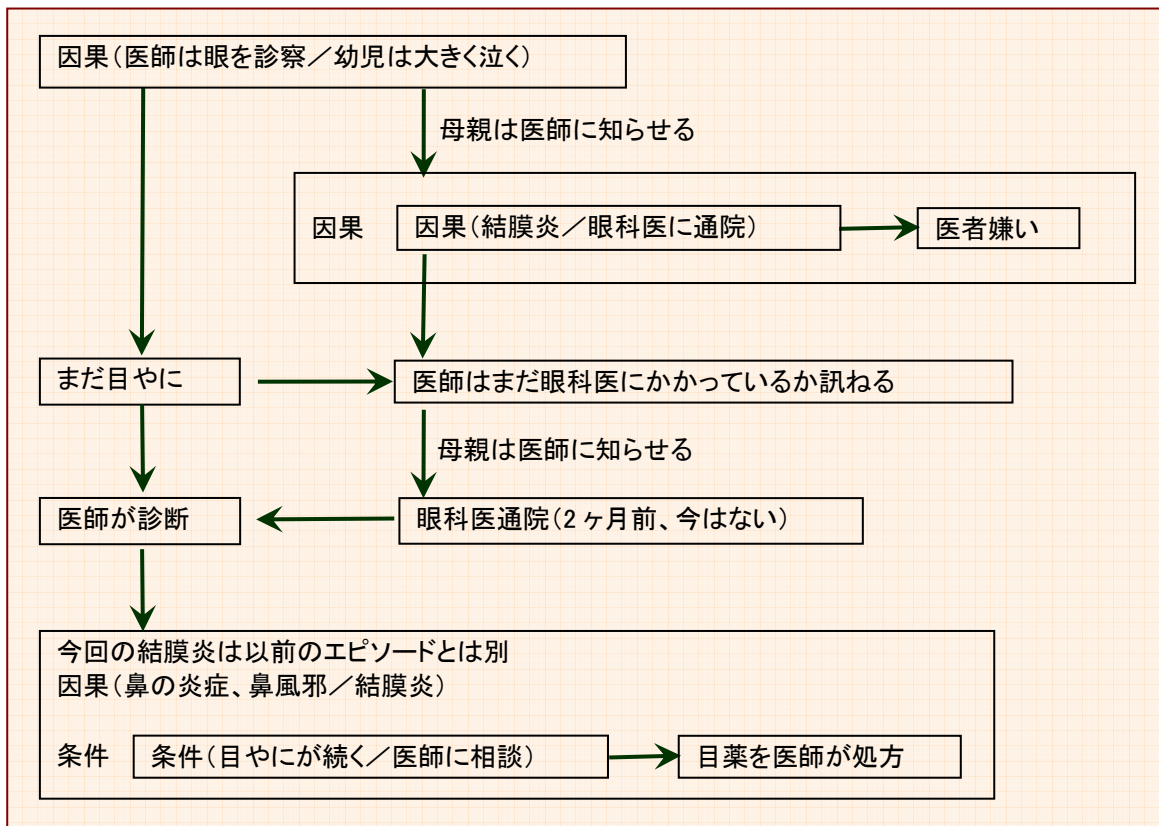 因果（医師は眼を診察／幼児は大きく泣く）
母親は医師に知らせる
因果
因果（結膜炎／眼科医に通院）
医者嫌い
まだ目やに
医師はまだ眼科医にかかっているか訊ねる
母親は医師に知らせる
医師が診断
眼科医通院（2 ヶ月前、今はない）
今回の結膜炎は以前のエピソードとは別
因果（鼻の炎症、鼻風邪／結膜炎）
条件
条件（目やにが続く／医師に相談）
目薬を医師が処方